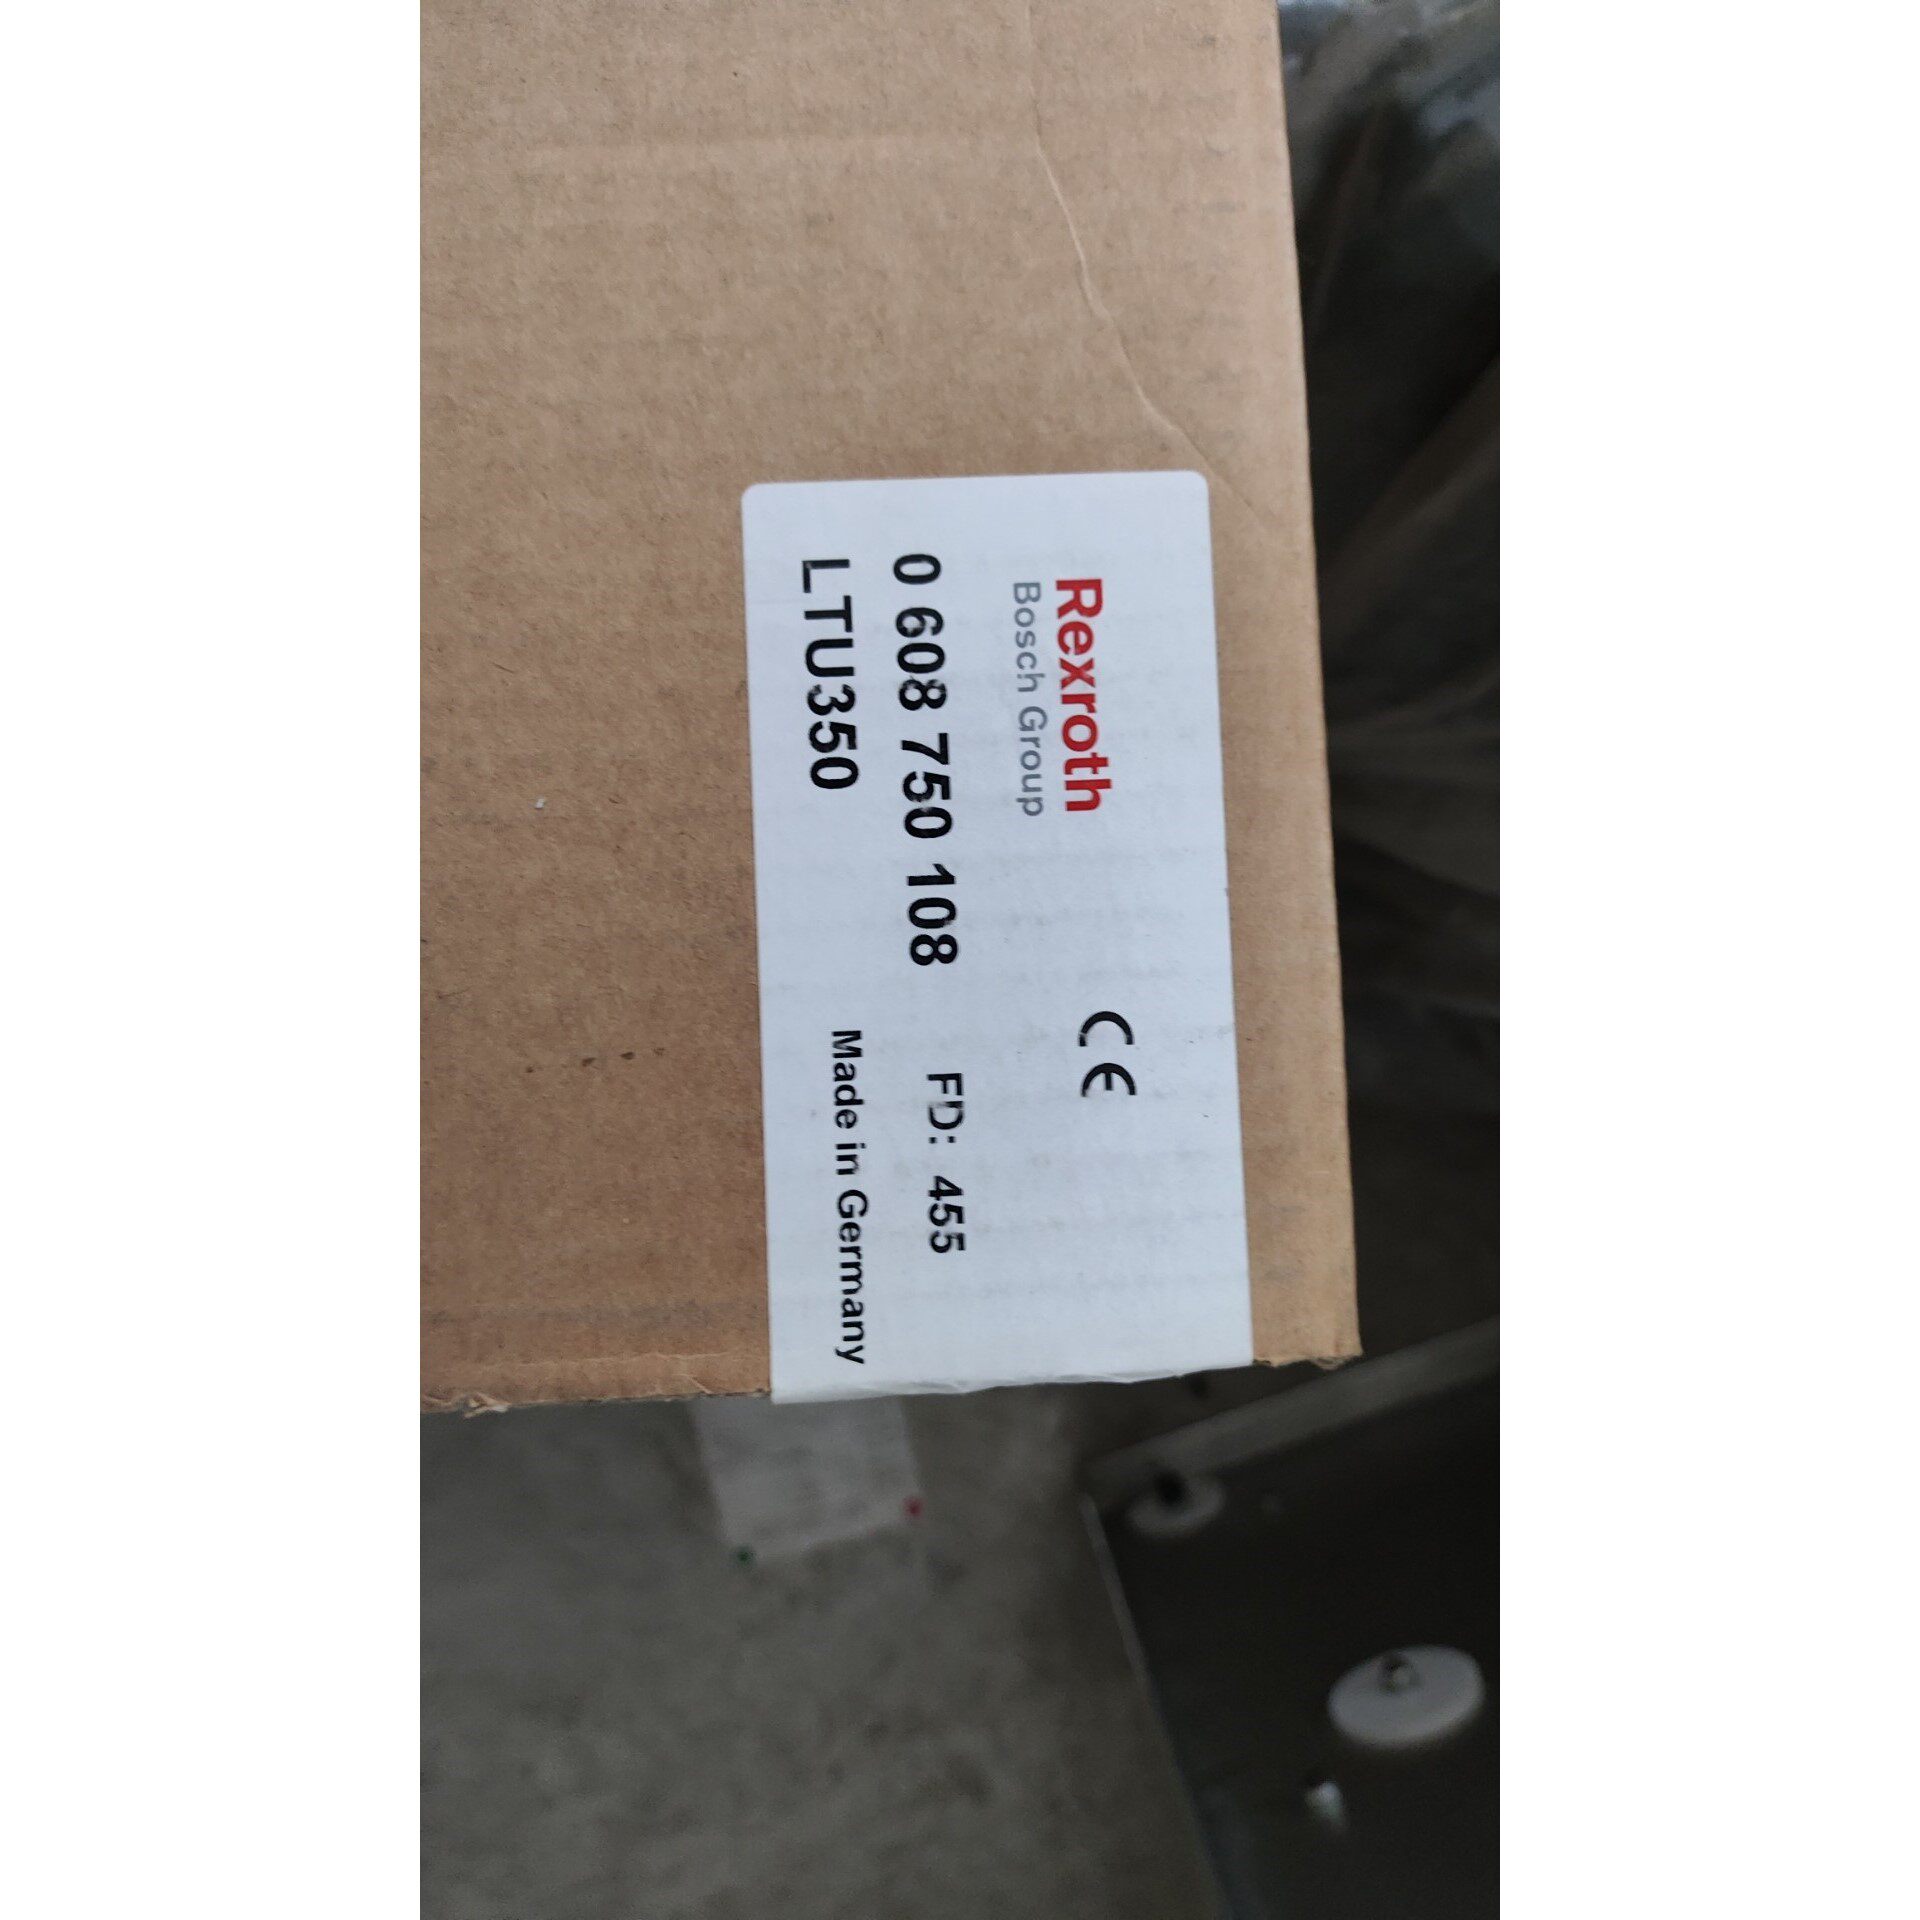 Rexroth
Bosch Group
CE
0 608 750 108 FD: 455
LTU350 Made in Germany